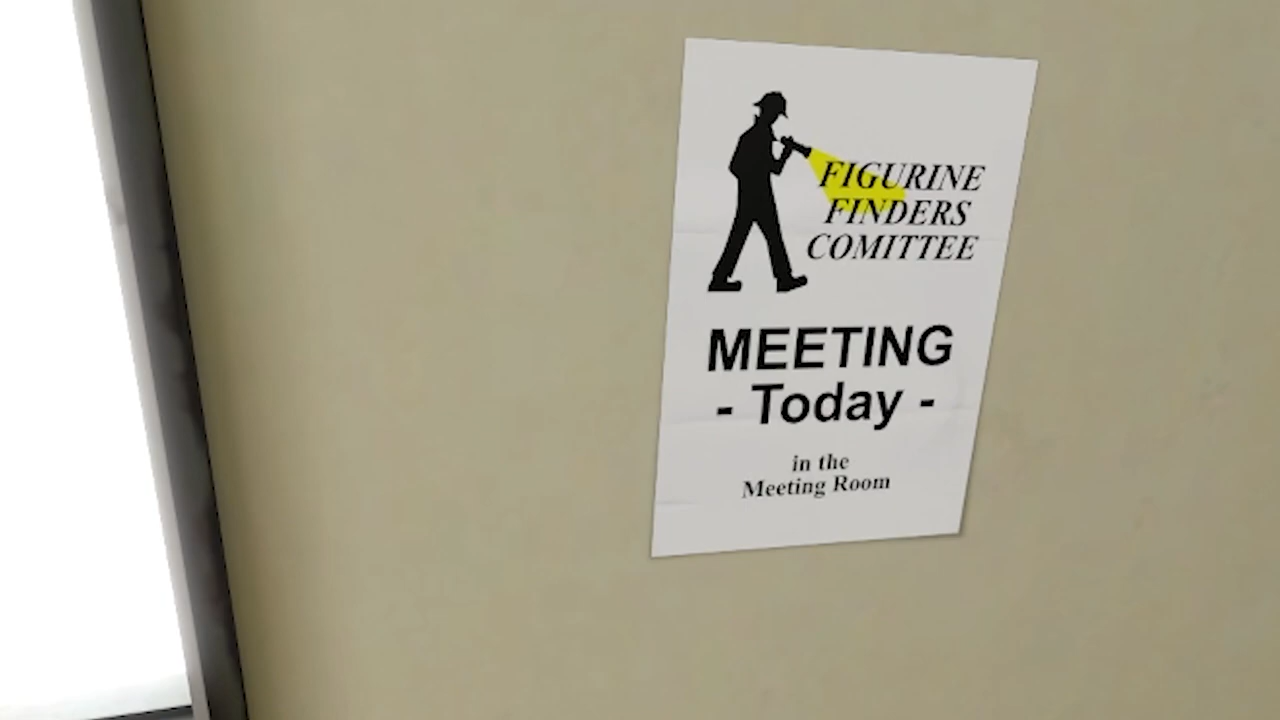 FIGURINE
FINDERS
COMITTEE
MEETING
- Today -
in the
Meeting Room